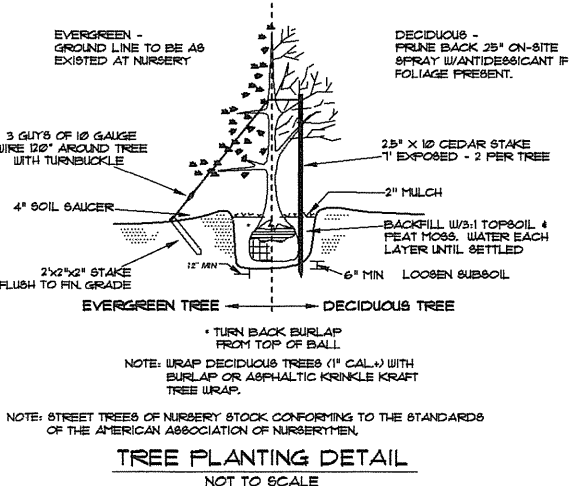 EVERGREEN -
GROUND LINE TO BE AS
EXISTED AT NURSERY
DECIDUOUS -
PRUNE BACK 25" ON-SITE
SPRAY W/ANTIDESSICANT IF
FOLIAGE PRESENT.
3 GUYS OF 10 GAUGE
WIRE 120° AROUND TREE
WITH TURNBUCKLE
2.5" X 10 CEDAR STAKE
7' EXPOSED - 2 PER TREE
2" MULCH
4" SOIL SAUCER
BACKFILL W/3:1 TOPSOIL &
PEAT MOSS. WATER EACH
LAYER UNTIL SETTLED
2"x2"x2" STAKE
FLUSH TO FIN. GRADE
12" MIN
6" MIN LOOSEN SUBSOIL
EVERGREEN TREE
DECIDUOUS TREE
* TURN BACK BURLAP
FROM TOP OF BALL
NOTE: WRAP DECIDUOUS TREES (1" CAL.+) WITH
BURLAP OR ASPHALTIC KRINKLE KRAFT
TREE WRAP.
NOTE: STREET TREES OF NURSERY STOCK CONFORMING TO THE STANDARDS
OF THE AMERICAN ASSOCIATION OF NURSERYMEN.
TREE PLANTING DETAIL
NOT TO SCALE